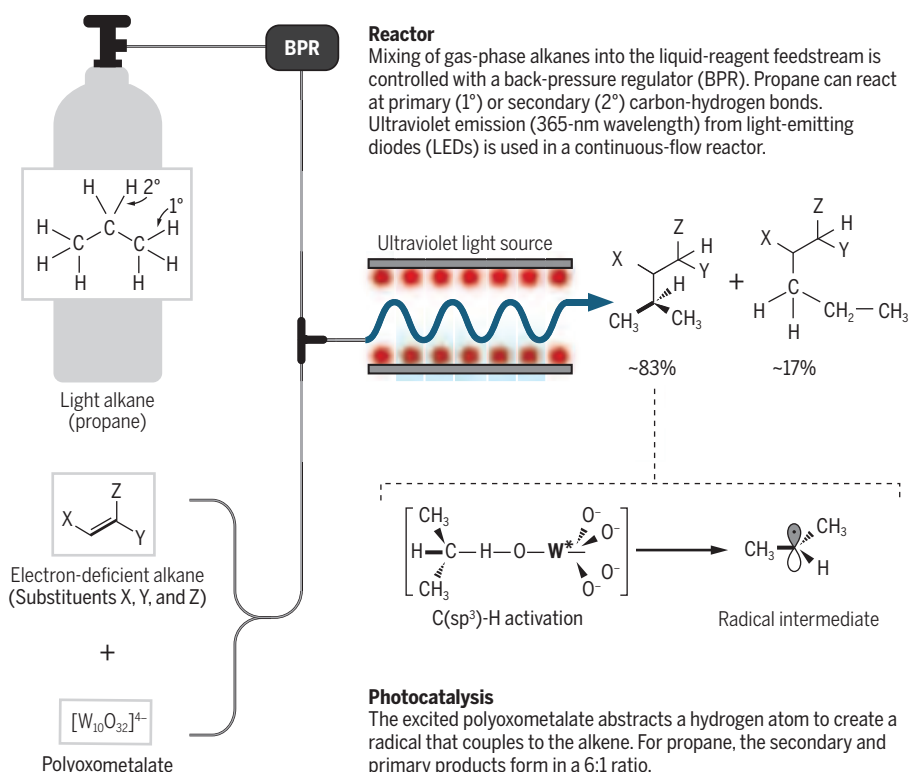 BPR
Reactor
Mixing of gas-phase alkanes into the liquid-reagent feedstream is
controlled with a back-pressure regulator (BPR). Propane can react
at primary (1°) or secondary (2°) carbon-hydrogen bonds.
Ultraviolet emission (365-nm wavelength) from light-emitting
diodes (LEDs) is used in a continuous-flow reactor.
H H 2°
1°
H C H
C C
H H
H H
Light alkane
(propane)
Ultraviolet light source
Z
X H
Y
H
CH₃ CH₃
~83%
+
Z
X H
Y
C
H CH₂—CH₃
H
~17%
Z
X
Y
Electron-deficient alkane
(Substituents X, Y, and Z)
+
[W₁₀O₃₂]⁴⁻
Polyoxometalate
CH₃ O⁻
O⁻
H—C—H—O—W*
O⁻
CH₃ O⁻
C(sp³)-H activation
CH₃
CH₃
H
Radical intermediate
Photocatalysis
The excited polyoxometalate abstracts a hydrogen atom to create a
radical that couples to the alkene. For propane, the secondary and
primary products form in a 6:1 ratio.